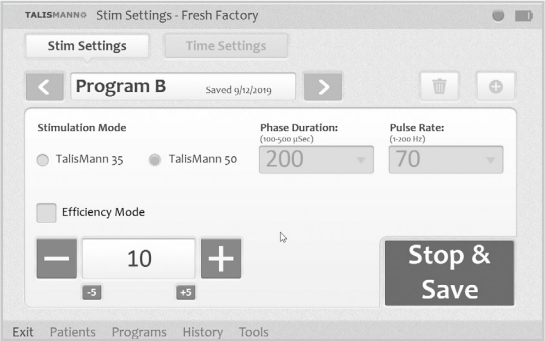 TALISMANN Stim Settings - Fresh Factory
Stim Settings Time Settings
Program B Saved 9/12/2019
Stimulation Mode Phase Duration: Pulse Rate:
(100-500 µSec) (1-200 Hz)
TalisMann 35 TalisMann 50 200 70
Efficiency Mode
10
-5 +5
Stop &
Save
Exit Patients Programs History Tools